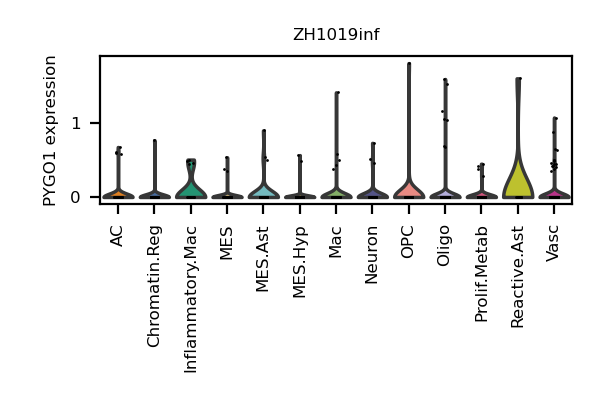 ZH1019inf
PYGO1 expression
1
0
AC
Chromatin.Reg
Inflammatory.Mac
MES
MES.Ast
MES.Hyp
Mac
Neuron
OPC
Oligo
Prolif.Metab
Reactive.Ast
Vasc